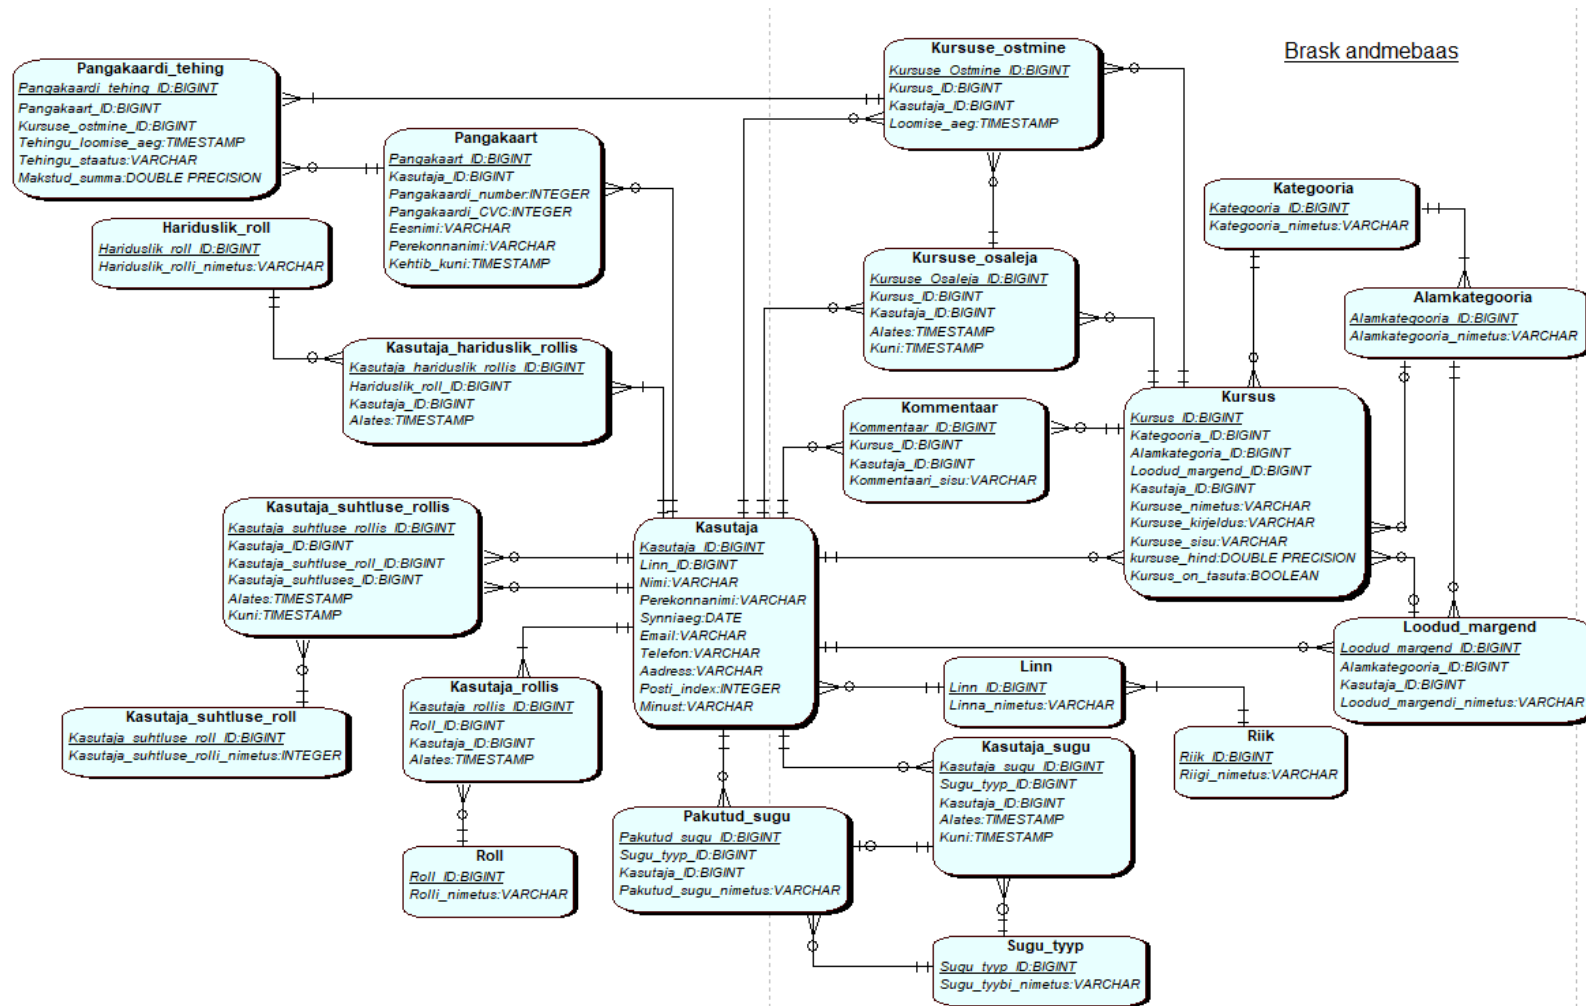 Brask andmebaas
Pangakaardi_tehing
Pangakaardi_tehing_ID:BIGINT
Pangakaart_ID:BIGINT
Kursuse_ostmine_ID:BIGINT
Tehingu_loomise_aeg:TIMESTAMP
Tehingu_staatus:VARCHAR
Makstud_summa:DOUBLE PRECISION
Kursuse_ostmine
Kursuse_Ostmine_ID:BIGINT
Kursus_ID:BIGINT
Kasutaja_ID:BIGINT
Loomise_aeg:TIMESTAMP
Pangakaart
Pangakaart_ID:BIGINT
Kasutaja_ID:BIGINT
Pangakaardi_number:INTEGER
Pangakaardi_CVC:INTEGER
Eesnimi:VARCHAR
Perekonnanimi:VARCHAR
Kehtib_kuni:TIMESTAMP
Kategooria
Kategooria_ID:BIGINT
Kategooria_nimetus:VARCHAR
Hariduslik_roll
Hariduslik_roll_ID:BIGINT
Hariduslik_rolli_nimetus:VARCHAR
Kursuse_osaleja
Kursuse_Osaleja_ID:BIGINT
Kursus_ID:BIGINT
Kasutaja_ID:BIGINT
Alates:TIMESTAMP
Kuni:TIMESTAMP
Alamkategooria
Alamkategooria_ID:BIGINT
Alamkategooria_nimetus:VARCHAR
Kasutaja_hariduslik_rollis
Kasutaja_hariduslik_rollis_ID:BIGINT
Hariduslik_roll_ID:BIGINT
Kasutaja_ID:BIGINT
Alates:TIMESTAMP
Kommentaar
Kommentaar_ID:BIGINT
Kursus_ID:BIGINT
Kasutaja_ID:BIGINT
Kommentaari_sisu:VARCHAR
Kursus
Kursus_ID:BIGINT
Kategooria_ID:BIGINT
Alamkategoria_ID:BIGINT
Loodud_margend_ID:BIGINT
Kasutaja_ID:BIGINT
Kursuse_nimetus:VARCHAR
Kursuse_kirjeldus:VARCHAR
Kursuse_sisu:VARCHAR
kursuse_hind:DOUBLE PRECISION
Kursus_on_tasuta:BOOLEAN
Kasutaja_suhtluse_rollis
Kasutaja_suhtluse_rollis_ID:BIGINT
Kasutaja_ID:BIGINT
Kasutaja_suhtluse_roll_ID:BIGINT
Kasutaja_suhtluses_ID:BIGINT
Alates:TIMESTAMP
Kuni:TIMESTAMP
Kasutaja
Kasutaja_ID:BIGINT
Linn_ID:BIGINT
Nimi:VARCHAR
Perekonnanimi:VARCHAR
Synniaeg:DATE
Email:VARCHAR
Telefon:VARCHAR
Aadress:VARCHAR
Posti_index:INTEGER
Minust:VARCHAR
Loodud_margend
Loodud_margend_ID:BIGINT
Alamkategooria_ID:BIGINT
Kasutaja_ID:BIGINT
Loodud_margendi_nimetus:VARCHAR
Linn
Linn_ID:BIGINT
Linna_nimetus:VARCHAR
Kasutaja_rollis
Kasutaja_rollis_ID:BIGINT
Roll_ID:BIGINT
Kasutaja_ID:BIGINT
Alates:TIMESTAMP
Kasutaja_suhtluse_roll
Kasutaja_suhtluse_roll_ID:BIGINT
Kasutaja_suhtluse_rolli_nimetus:INTEGER
Riik
Riik_ID:BIGINT
Riigi_nimetus:VARCHAR
Kasutaja_sugu
Kasutaja_sugu_ID:BIGINT
Sugu_tyyp_ID:BIGINT
Kasutaja_ID:BIGINT
Alates:TIMESTAMP
Kuni:TIMESTAMP
Pakutud_sugu
Pakutud_sugu_ID:BIGINT
Sugu_tyyp_ID:BIGINT
Kasutaja_ID:BIGINT
Pakutud_sugu_nimetus:VARCHAR
Roll
Roll_ID:BIGINT
Rolli_nimetus:VARCHAR
Sugu_tyyp
Sugu_tyyp_ID:BIGINT
Sugu_tyybi_nimetus:VARCHAR